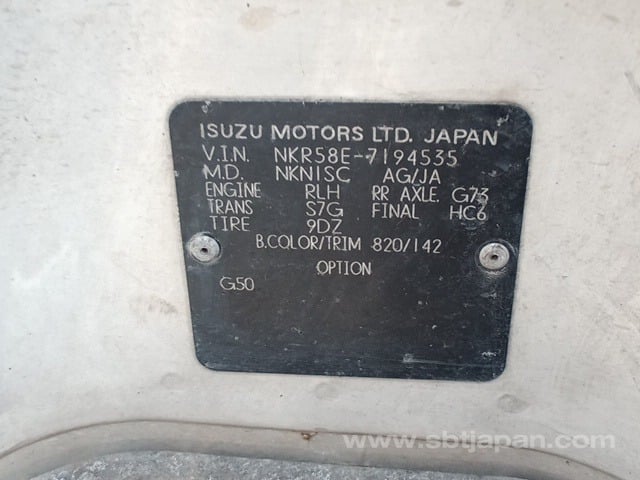 ISUZU MOTORS LTD. JAPAN
V.I.N. NKR58E-7194535
M.D. NKN1SC AG/JA
ENGINE RLH RR AXLE. G73
TRANS S7G FINAL HC6
TIRE 9DZ
B.COLOR/TRIM 820/142
OPTION
G50
www.sbtjapan.com